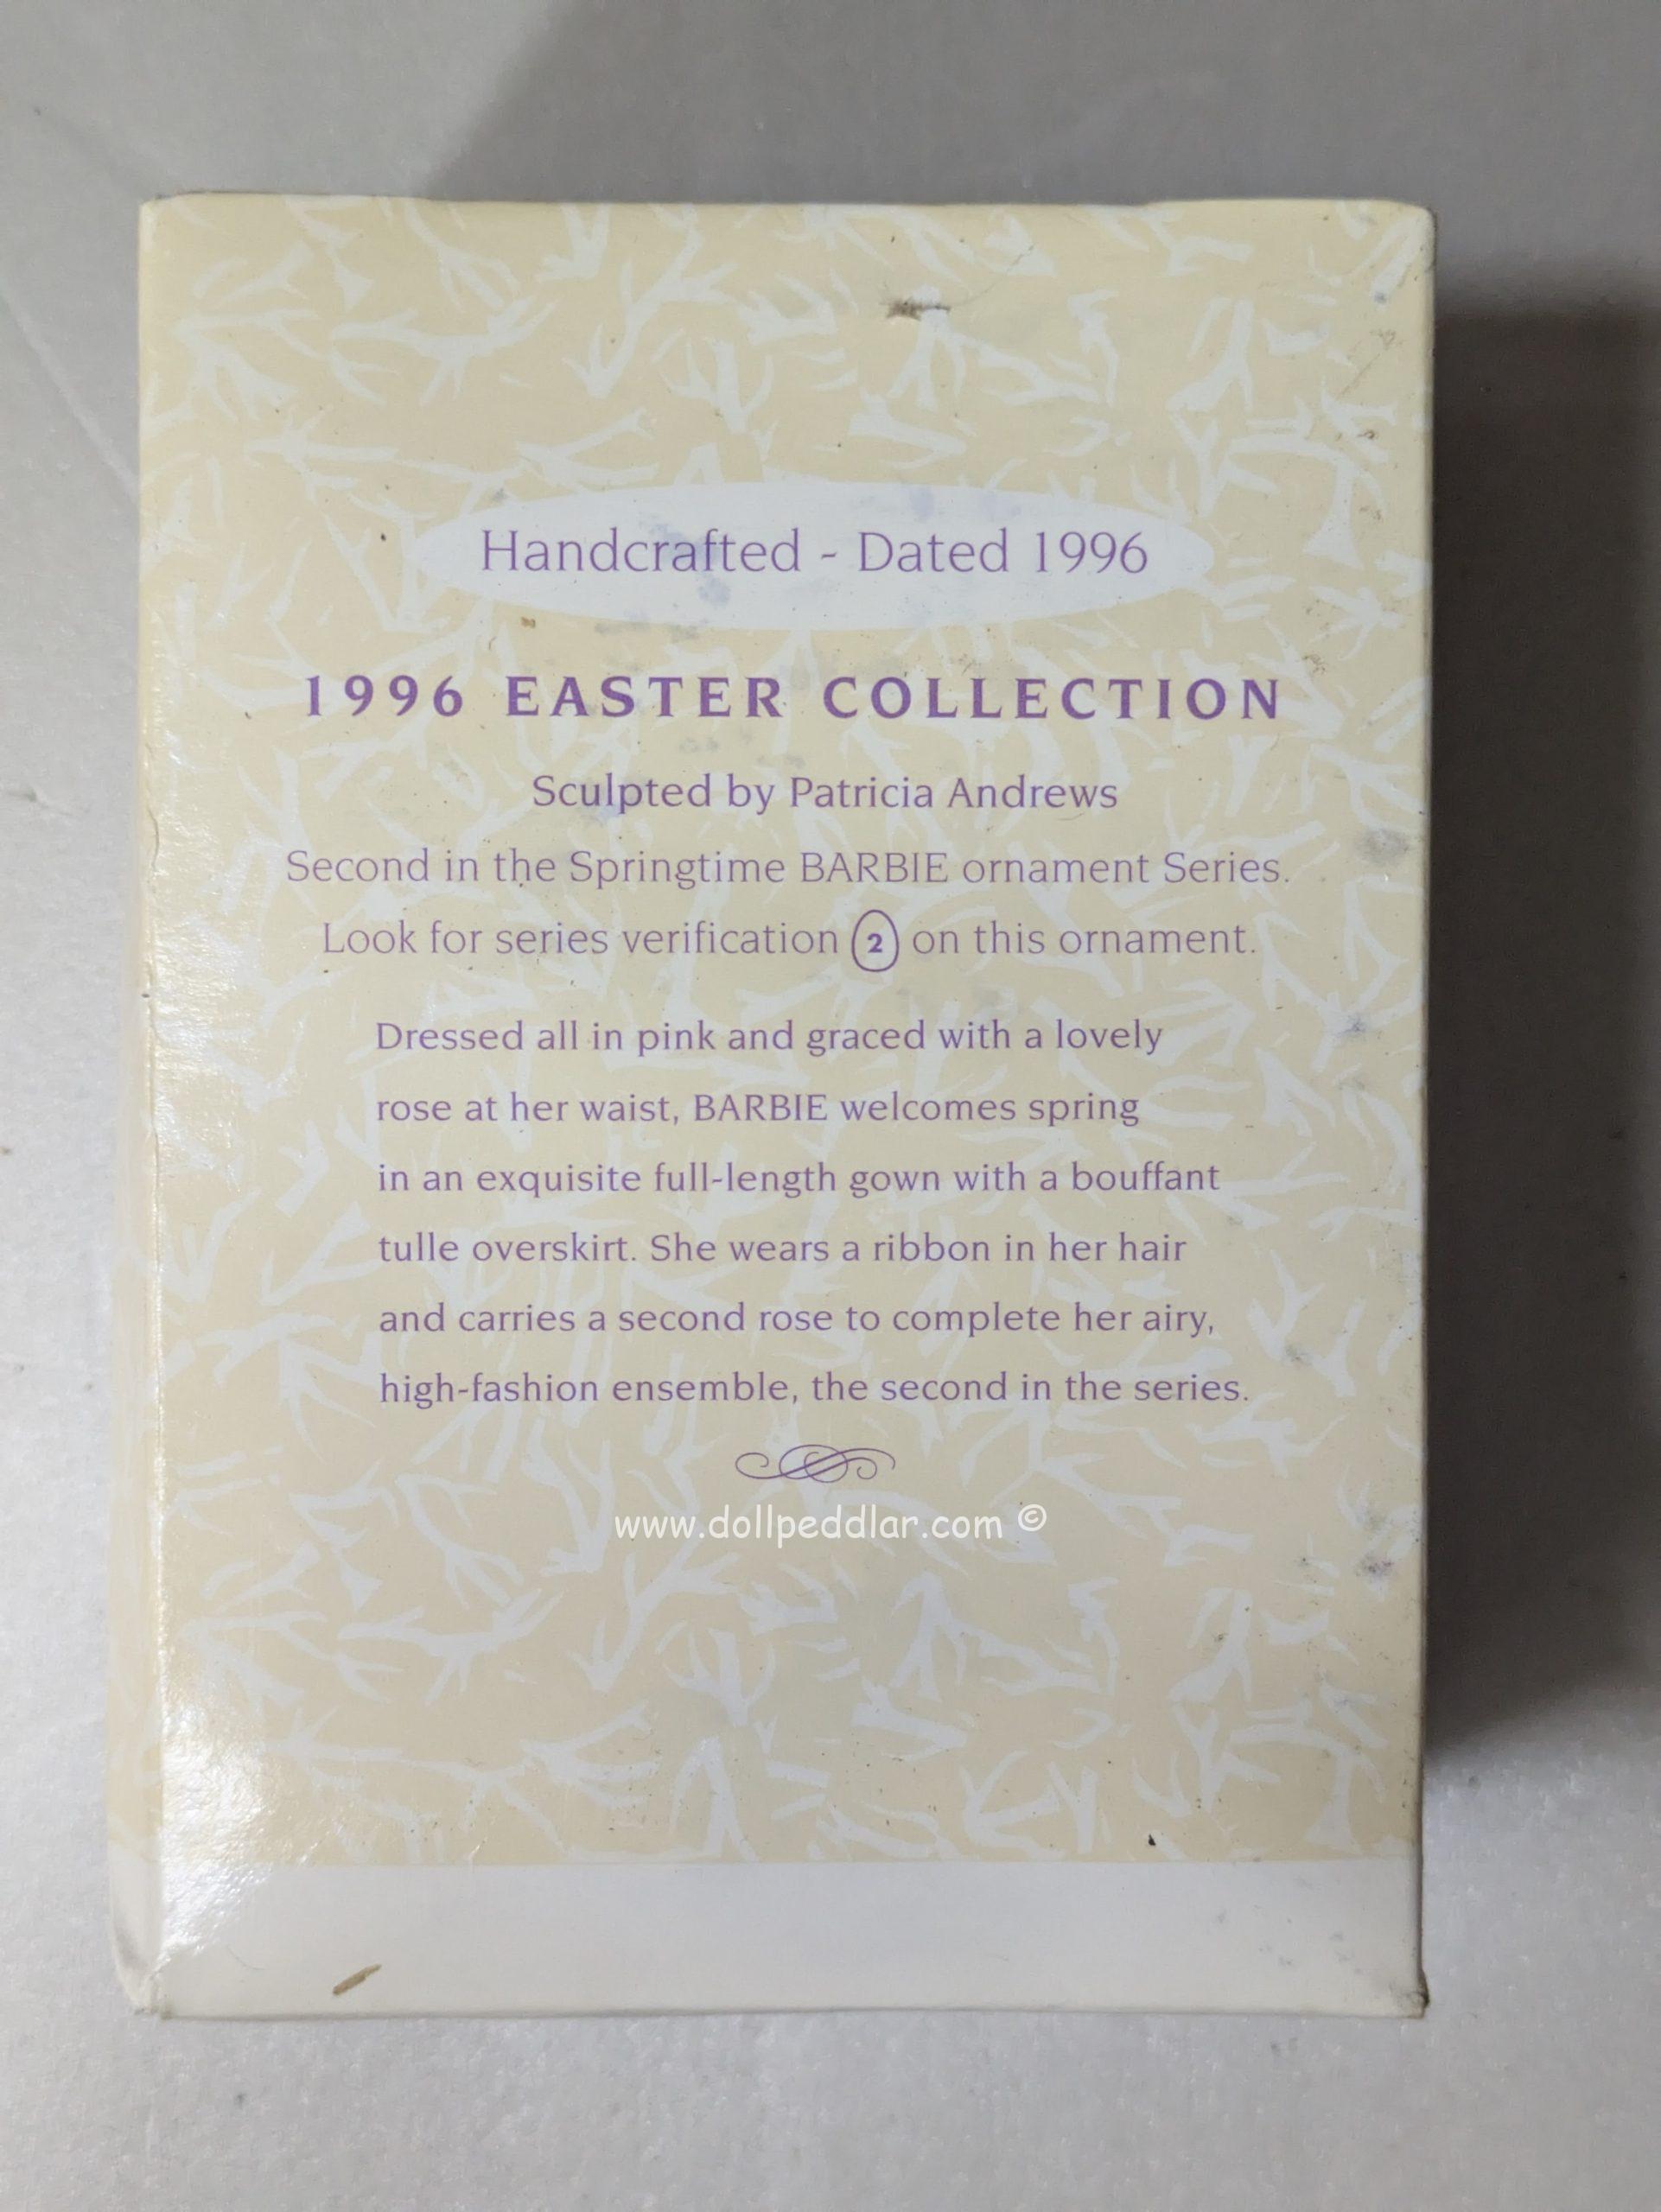 Handcrafted - Dated 1996
1996 EASTER COLLECTION
Sculpted by Patricia Andrews
Second in the Springtime BARBIE ornament Series.
Look for series verification 2 on this ornament.
Dressed all in pink and graced with a lovely
rose at her waist, BARBIE welcomes spring
in an exquisite full-length gown with a bouffant
tulle overskirt. She wears a ribbon in her hair
and carries a second rose to complete her airy,
high-fashion ensemble, the second in the series.
www.dollpeddlar.com ©